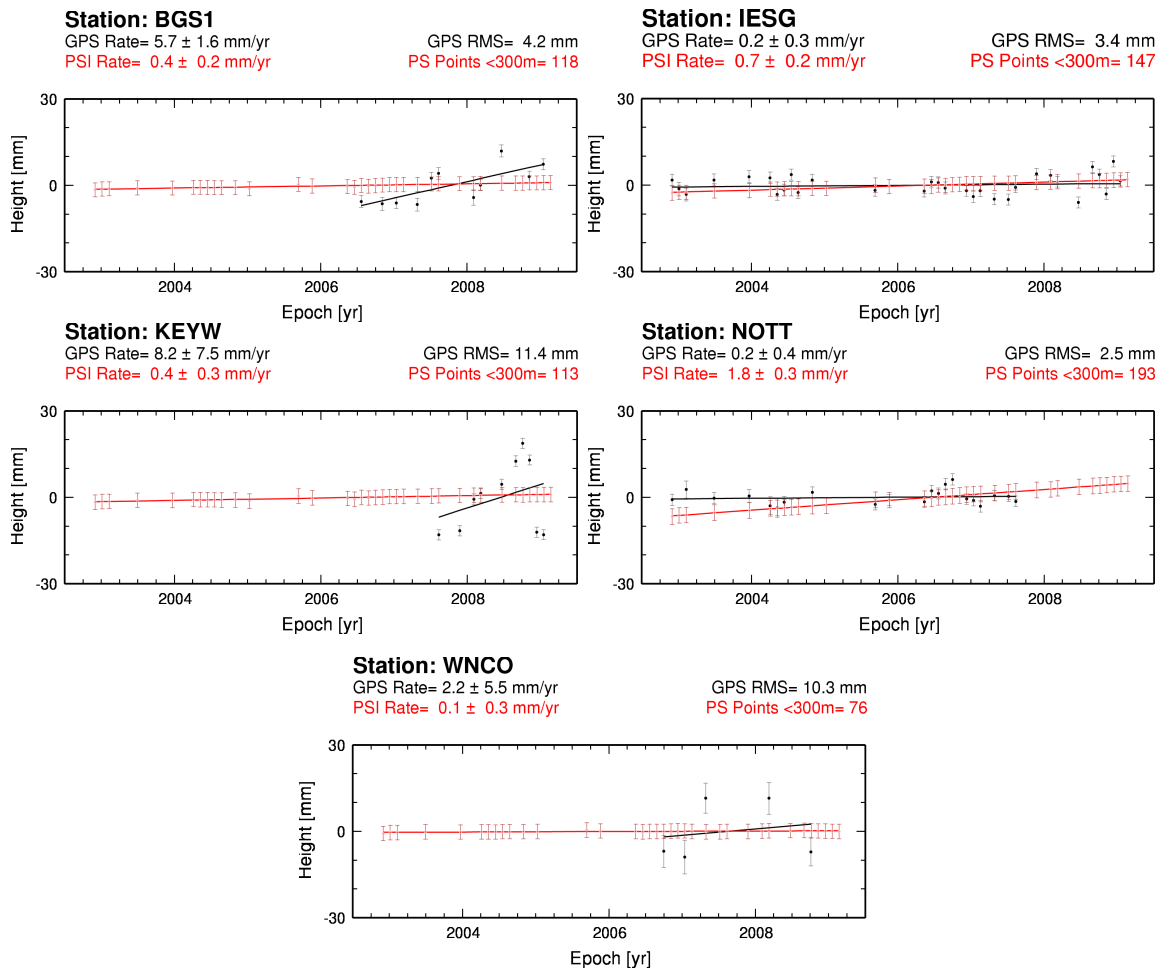 Station: BGS1
GPS Rate= 5.7 ± 1.6 mm/yr GPS RMS= 4.2 mm
PSI Rate= 0.4 ± 0.2 mm/yr PS Points <300m= 118
30
0
-30
Height [mm]
2004 2006 2008
Epoch [yr]
Station: IESG
GPS Rate= 0.2 ± 0.3 mm/yr GPS RMS= 3.4 mm
PSI Rate= 0.7 ± 0.2 mm/yr PS Points <300m= 147
30
0
-30
Height [mm]
2004 2006 2008
Epoch [yr]
Station: KEYW
GPS Rate= 8.2 ± 7.5 mm/yr GPS RMS= 11.4 mm
PSI Rate= 0.4 ± 0.3 mm/yr PS Points <300m= 113
30
0
-30
Height [mm]
2004 2006 2008
Epoch [yr]
Station: NOTT
GPS Rate= 0.2 ± 0.4 mm/yr GPS RMS= 2.5 mm
PSI Rate= 1.8 ± 0.3 mm/yr PS Points <300m= 193
30
0
-30
Height [mm]
2004 2006 2008
Epoch [yr]
Station: WNCO
GPS Rate= 2.2 ± 5.5 mm/yr GPS RMS= 10.3 mm
PSI Rate= 0.1 ± 0.3 mm/yr PS Points <300m= 76
30
0
-30
Height [mm]
2004 2006 2008
Epoch [yr]